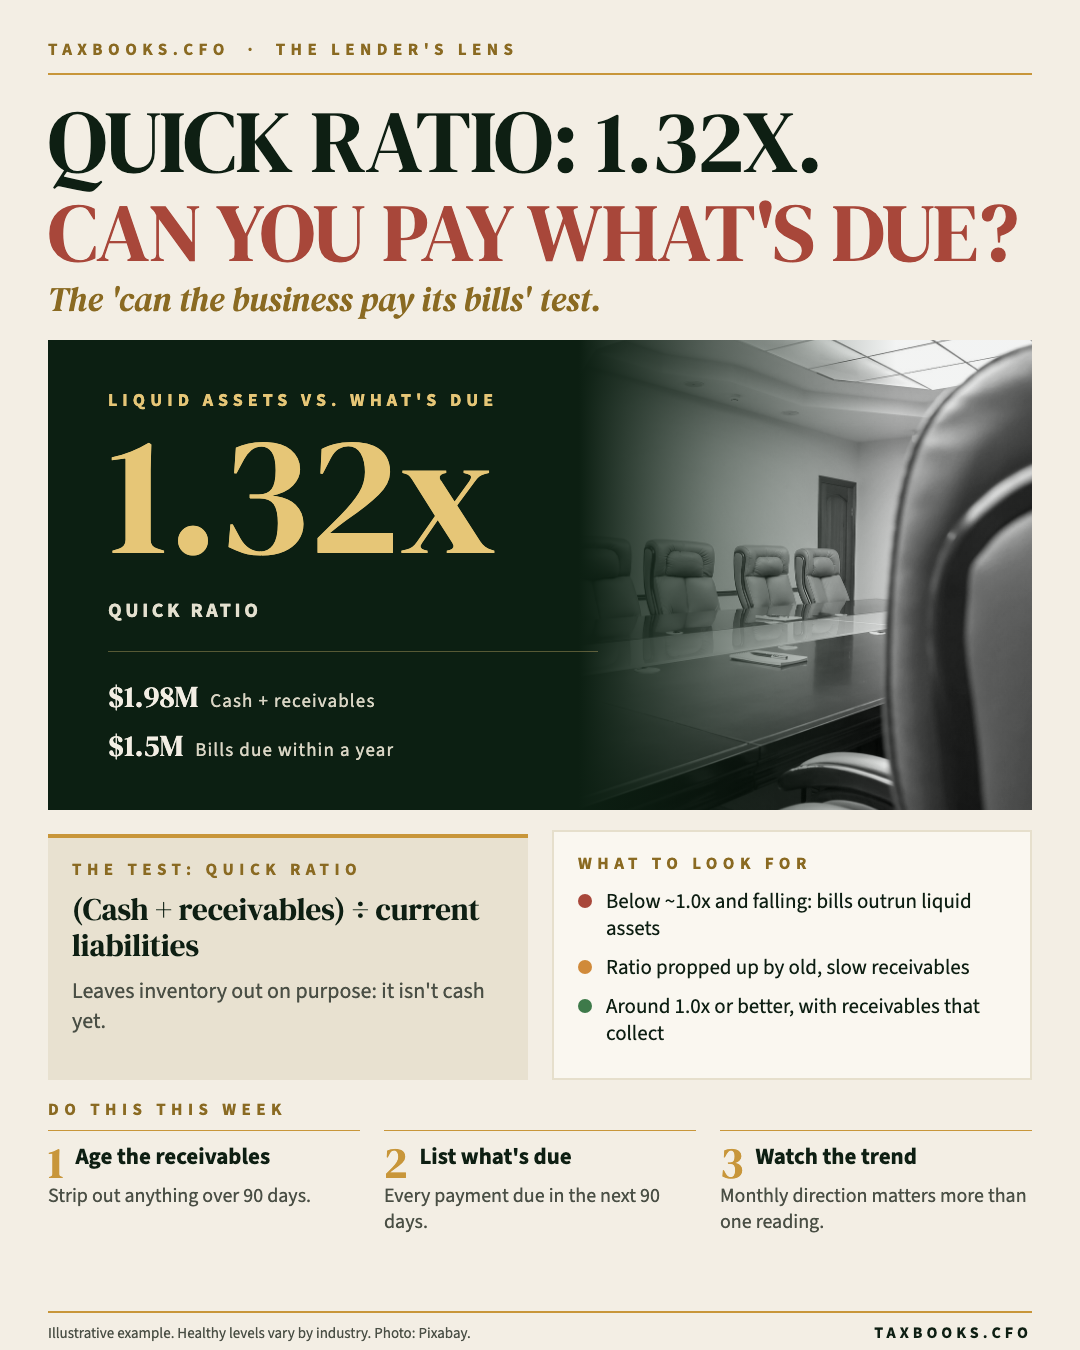 TAXBOOKS.CFO · THE LENDER'S LENS
QUICK RATIO: 1.32X.
CAN YOU PAY WHAT'S DUE?
The 'can the business pay its bills' test.
LIQUID ASSETS VS. WHAT'S DUE
1.32x
QUICK RATIO
$1.98M Cash + receivables
$1.5M Bills due within a year
THE TEST: QUICK RATIO
(Cash + receivables) ÷ current
liabilities
Leaves inventory out on purpose: it isn't cash
yet.
WHAT TO LOOK FOR
Below ~1.0x and falling: bills outrun liquid
assets
Ratio propped up by old, slow receivables
Around 1.0x or better, with receivables that
collect
DO THIS THIS WEEK
1 Age the receivables
Strip out anything over 90 days.
2 List what's due
Every payment due in the next 90
days.
3 Watch the trend
Monthly direction matters more than
one reading.
Illustrative example. Healthy levels vary by industry. Photo: Pixabay.
TAXBOOKS.CFO